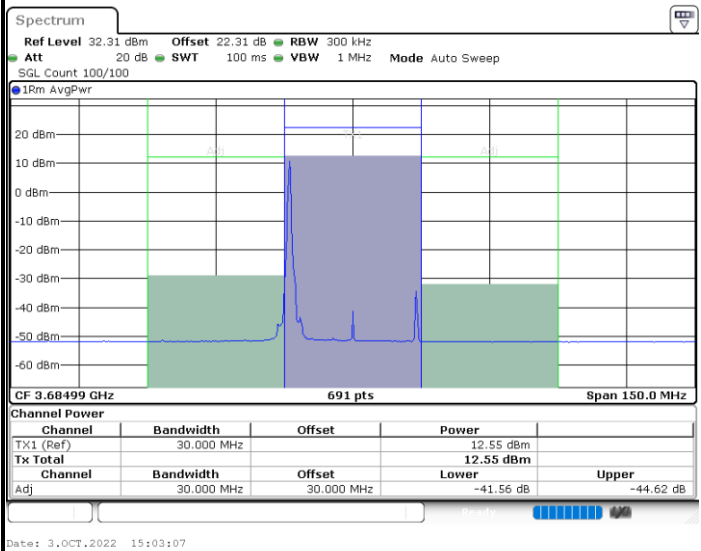 Spectrum
Ref Level 32.31 dBm Offset 22.31 dB RBW 300 kHz
Att 20 dB SWT 100 ms VBW 1 MHz Mode Auto Sweep
SGL Count 100/100
1Rm AvgPwr
20 dBm
TX1
Adj Adj
10 dBm
0 dBm
-10 dBm
-20 dBm
-30 dBm
-40 dBm
-50 dBm
-60 dBm
CF 3.68499 GHz 691 pts Span 150.0 MHz
Channel Power
Channel Bandwidth Offset Power
TX1 (Ref) 30.000 MHz 12.55 dBm
Tx Total 12.55 dBm
Channel Bandwidth Offset Lower Upper
Adj 30.000 MHz 30.000 MHz -41.56 dB -44.62 dB
Ready
Date: 3.OCT.2022 15:03:07